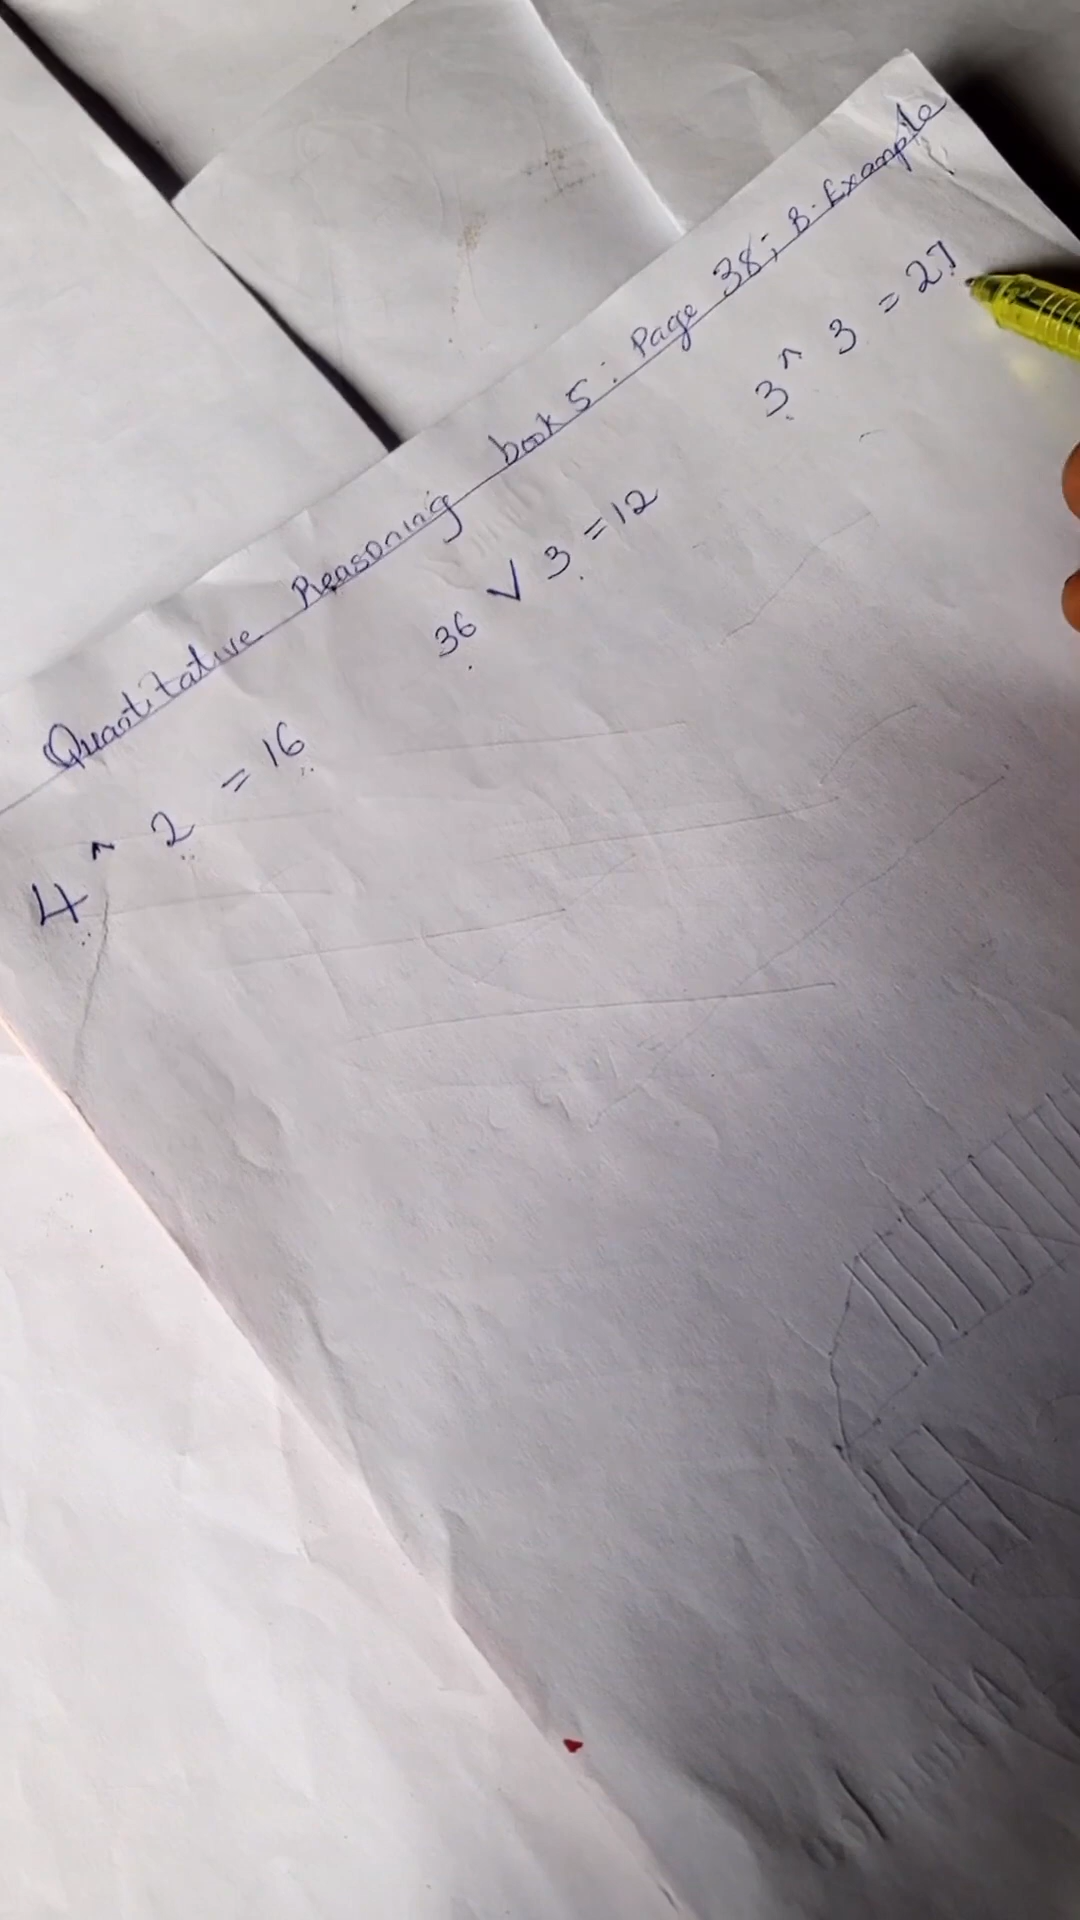 Quantitative Reasoning book 5: Page 38; B. Example
4 ^ 2 = 16 36 V 3 = 12 3 ^ 3 = 27